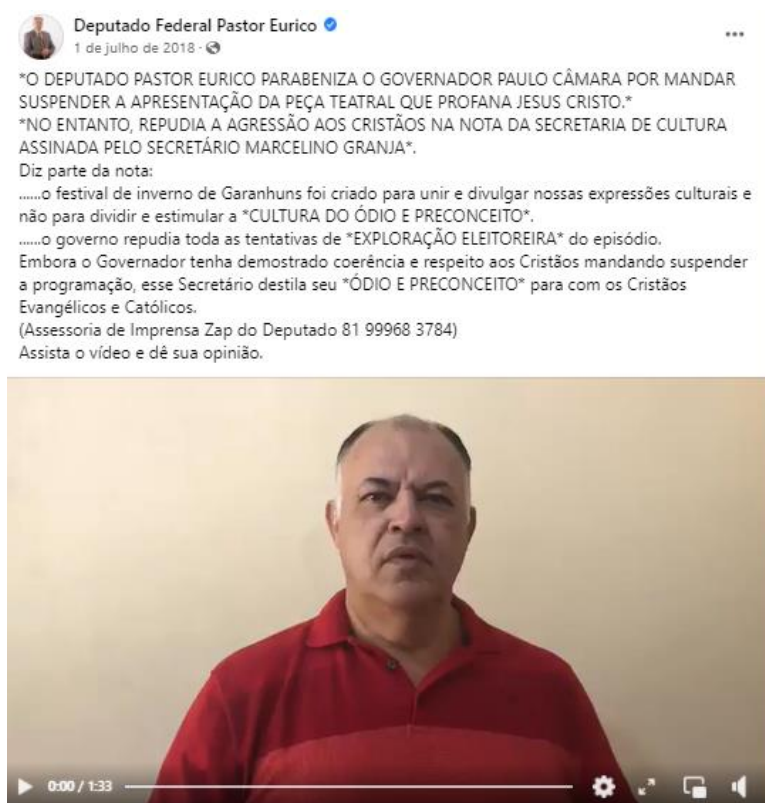 Deputado Federal Pastor Eurico
1 de julho de 2018 ·
*O DEPUTADO PASTOR EURICO PARABENIZA O GOVERNADOR PAULO CÂMARA POR MANDAR
SUSPENDER A APRESENTAÇÃO DA PEÇA TEATRAL QUE PROFANA JESUS CRISTO.*
*NO ENTANTO, REPUDIA A AGRESSÃO AOS CRISTÃOS NA NOTA DA SECRETARIA DE CULTURA
ASSINADA PELO SECRETÁRIO MARCELINO GRANJA*.
Diz parte da nota:
......o festival de inverno de Garanhuns foi criado para unir e divulgar nossas expressões culturais e
não para dividir e estimular a *CULTURA DO ÓDIO E PRECONCEITO*.
......o governo repudia toda as tentativas de *EXPLORAÇÃO ELEITOREIRA* do episódio.
Embora o Governador tenha demostrado coerência e respeito aos Cristãos mandando suspender
a programação, esse Secretário destila seu *ÓDIO E PRECONCEITO* para com os Cristãos
Evangélicos e Católicos.
(Assessoria de Imprensa Zap do Deputado 81 99968 3784)
Assista o vídeo e dê sua opinião.
0:00 / 1:33